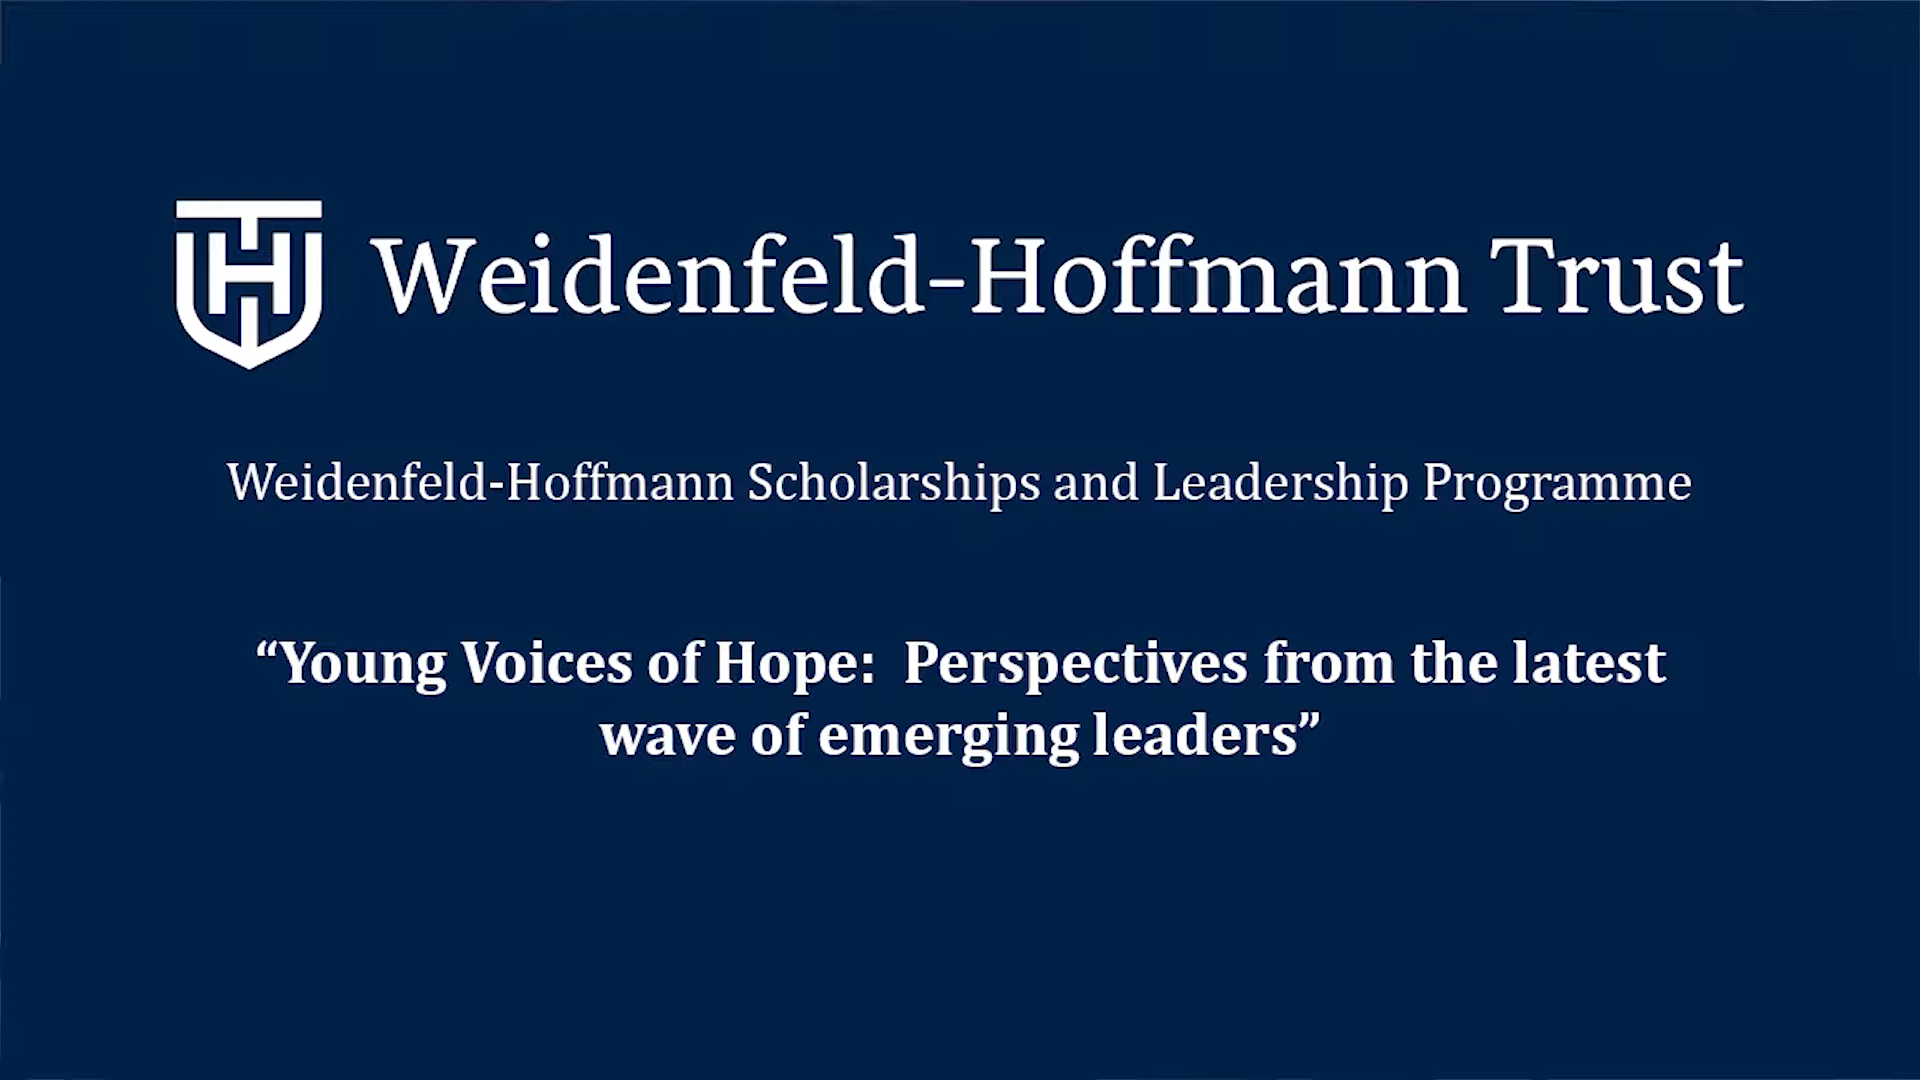 Weidenfeld-Hoffmann Trust
Weidenfeld-Hoffmann Scholarships and Leadership Programme
“Young Voices of Hope:  Perspectives from the latest
wave of emerging leaders”